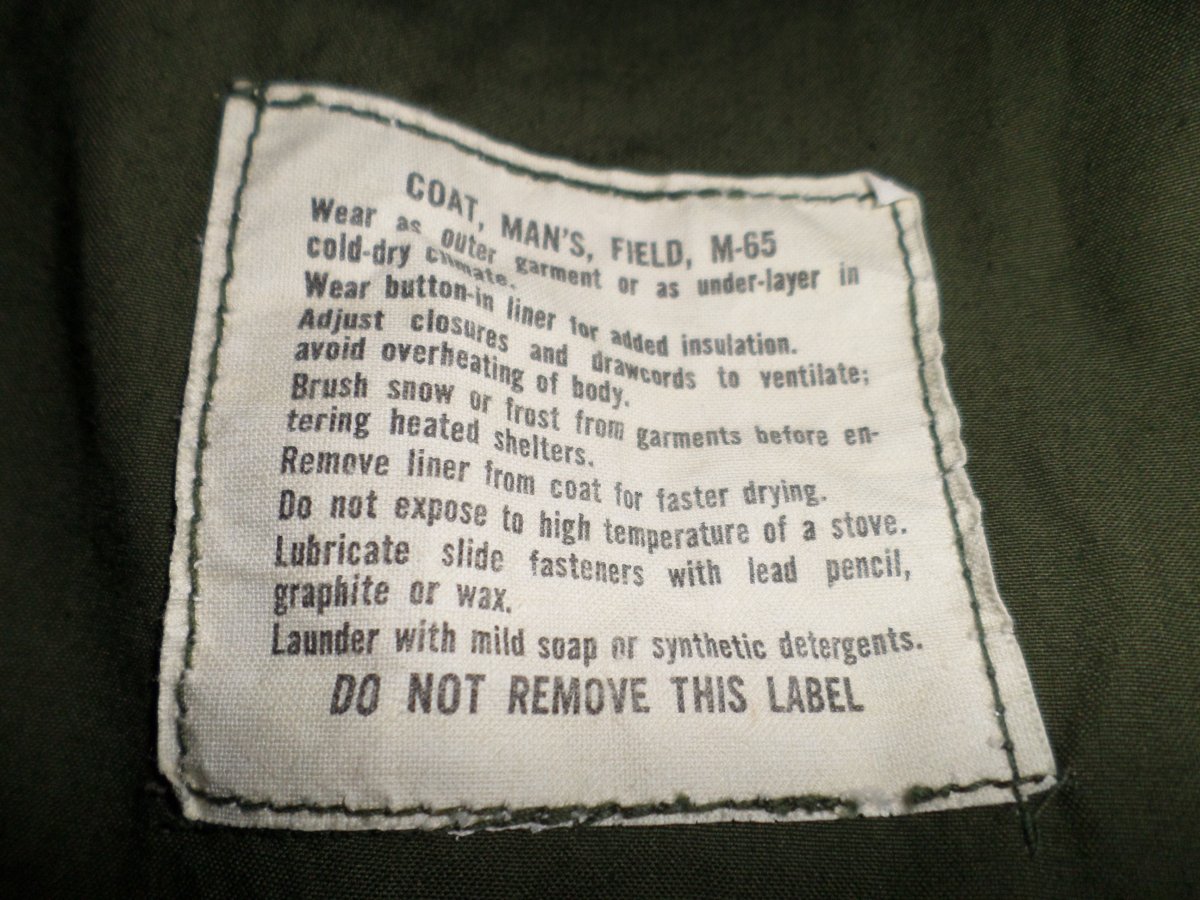 COAT, MAN'S, FIELD, M-65
Wear as outer garment or as under-layer in
cold-dry climate.
Wear button-in liner for added insulation.
Adjust closures and drawcords to ventilate;
avoid overheating of body.
Brush snow or frost from garments before en-
tering heated shelters.
Remove liner from coat for faster drying.
Do not expose to high temperature of a stove.
Lubricate slide fasteners with lead pencil,
graphite or wax.
Launder with mild soap or synthetic detergents.
DO NOT REMOVE THIS LABEL